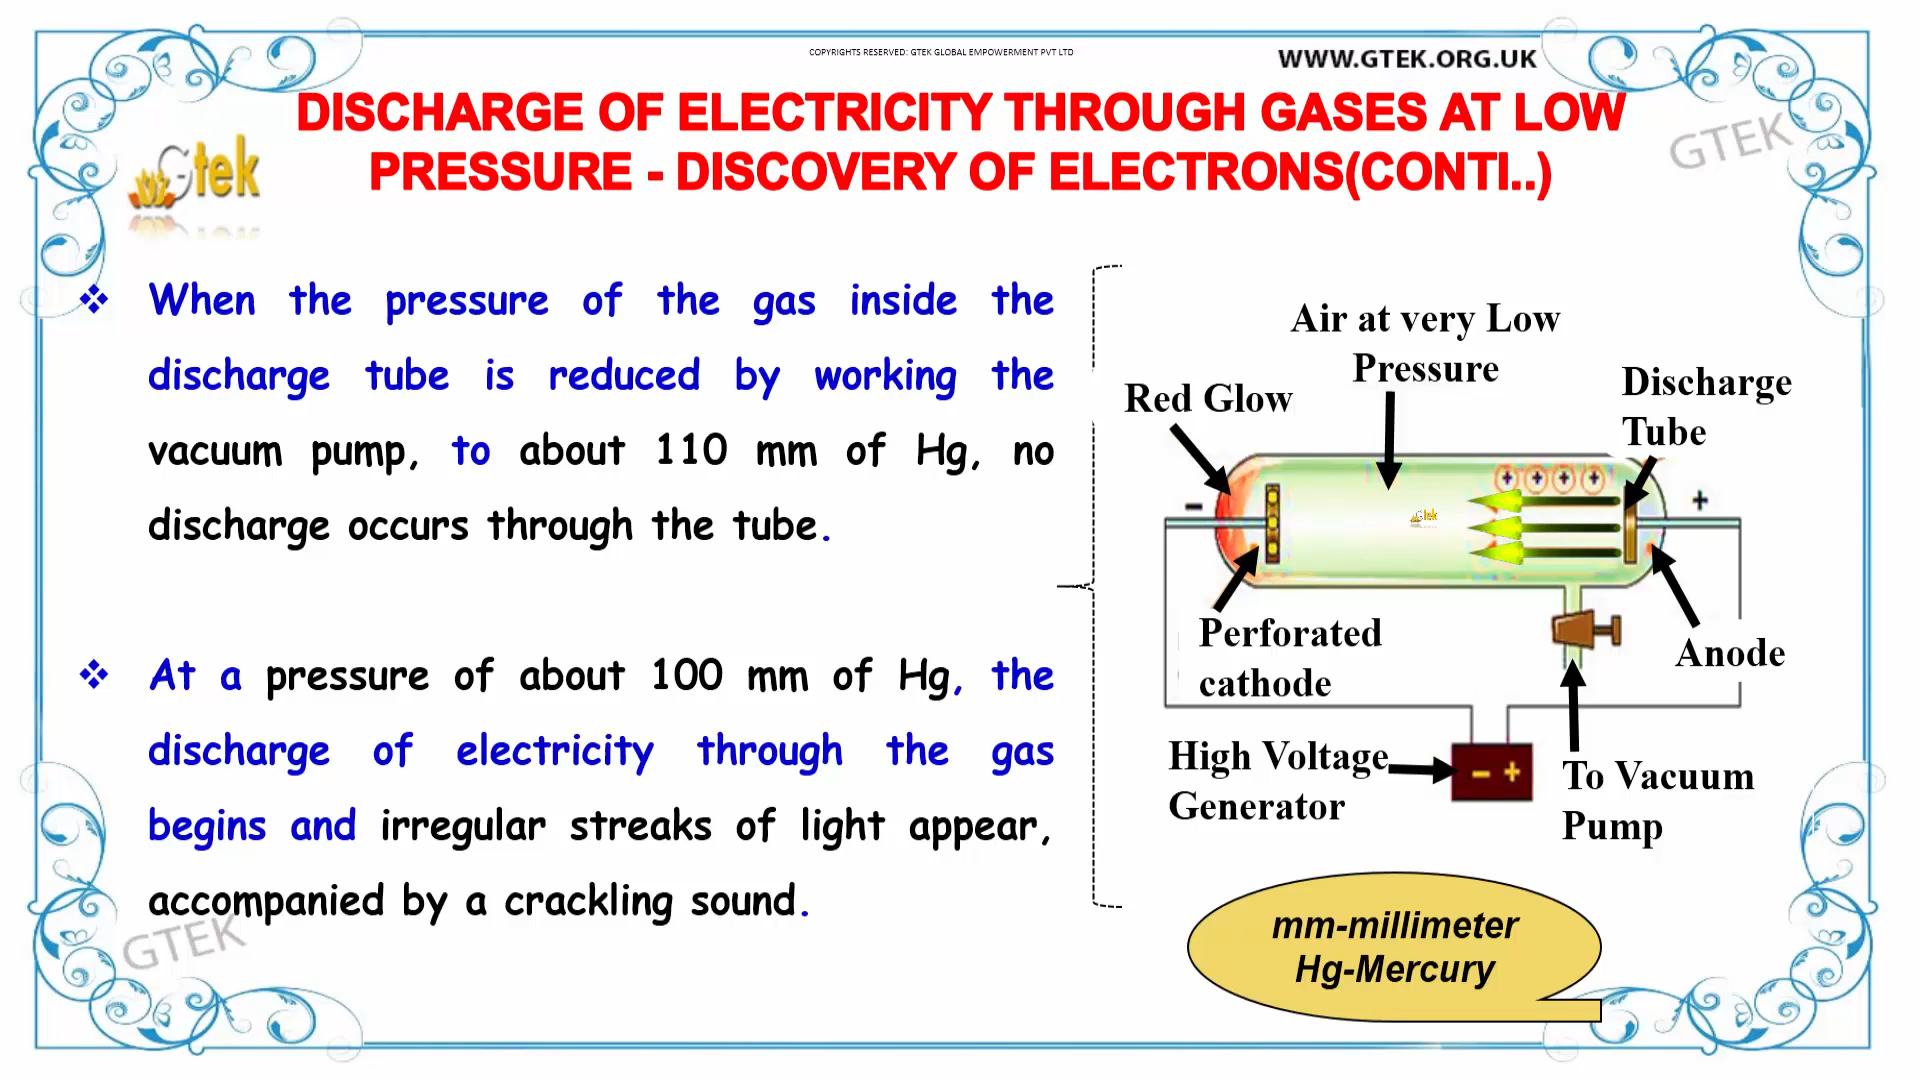 COPYRIGHTS RESERVED: GTEK GLOBAL EMPOWERMENT PVT LTD
WWW.GTEK.ORG.UK
DISCHARGE OF ELECTRICITY THROUGH GASES AT LOW
PRESSURE - DISCOVERY OF ELECTRONS(CONTI..)
Gtek
GTEK
When the pressure of the gas inside the
discharge tube is reduced by working the
vacuum pump, to about 110 mm of Hg, no
discharge occurs through the tube.
At a pressure of about 100 mm of Hg, the
discharge of electricity through the gas
begins and irregular streaks of light appear,
accompanied by a crackling sound.
GTEK
Air at very Low
Pressure
Red Glow
Discharge
Tube
+ + + +
-
+
Gtek
Perforated
cathode
Anode
High Voltage
Generator
- +
To Vacuum
Pump
mm-millimeter
Hg-Mercury